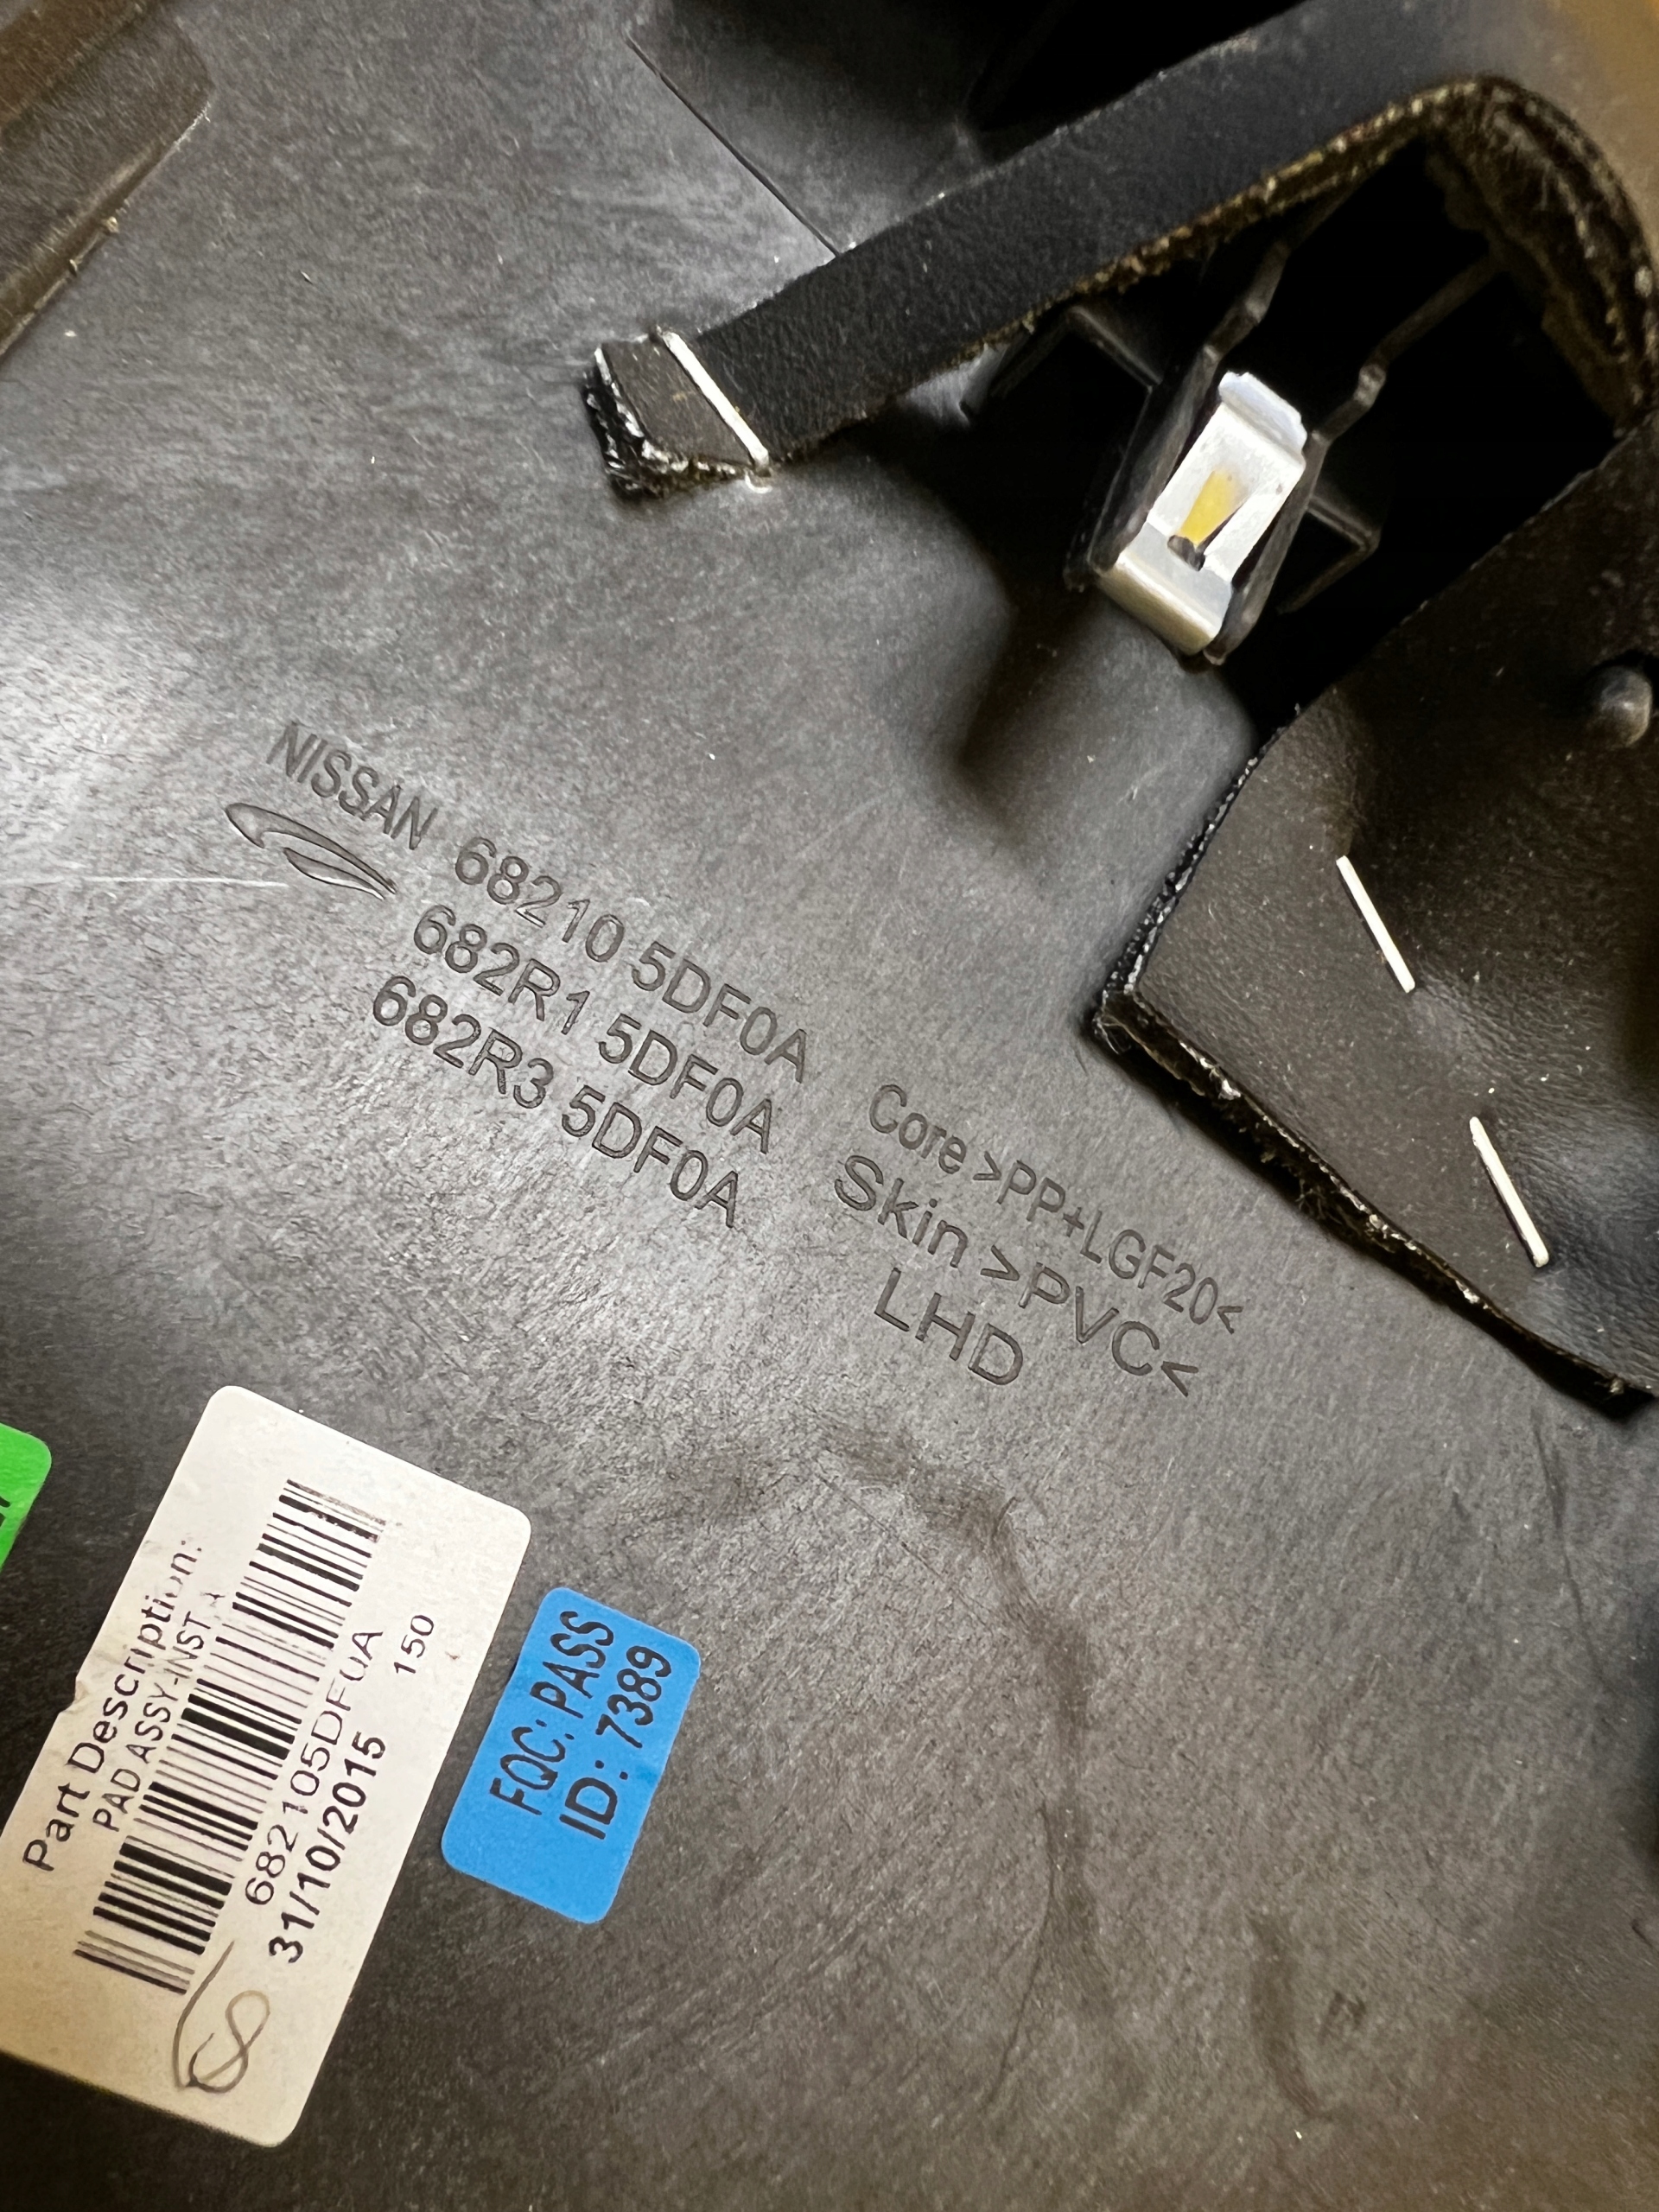 NISSAN 68210 5DF0A
682R1 5DF0A
682R3 5DF0A
Core >PP+LGF20<
Skin >PVC<
LHD
Part Description:
PAD ASSY-INST
682105DF0A
31/10/2015
150
FQC: PASS
ID: 7389